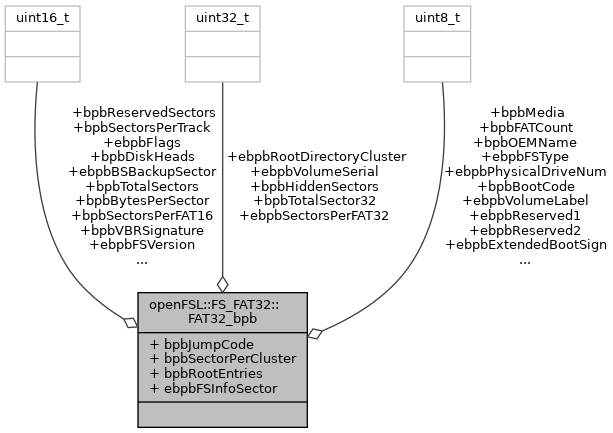 uint16_t
uint32_t
uint8_t
+bpbReservedSectors
+bpbSectorsPerTrack
+ebpbFlags
+bpbDiskHeads
+ebpbBSBackupSector
+bpbTotalSectors
+bpbBytesPerSector
+bpbSectorsPerFAT16
+bpbVBRSignature
+ebpbFSVersion
...
+ebpbRootDirectoryCluster
+ebpbVolumeSerial
+bpbHiddenSectors
+bpbTotalSector32
+ebpbSectorsPerFAT32
+bpbMedia
+bpbFATCount
+bpbOEMName
+ebpbFSType
+ebpbPhysicalDriveNum
+bpbBootCode
+ebpbVolumeLabel
+ebpbReserved1
+ebpbReserved2
+ebpbExtendedBootSign
...
openFSL::FS_FAT32::
FAT32_bpb
+ bpbJumpCode
+ bpbSectorPerCluster
+ bpbRootEntries
+ ebpbFSInfoSector